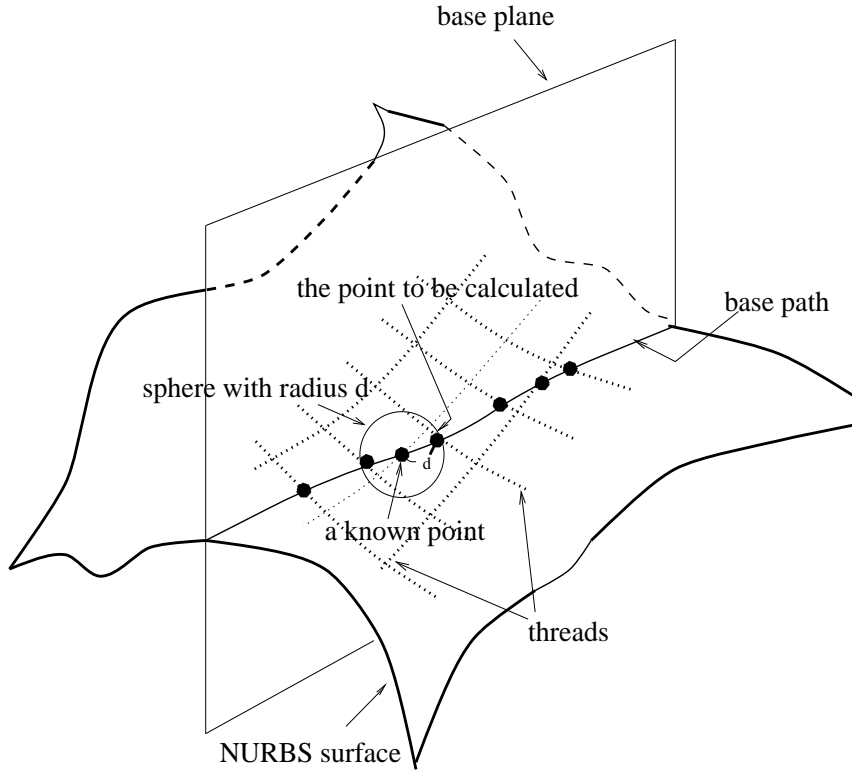 base plane
the point to be calculated
base path
sphere with radius d
d
a known point
threads
NURBS surface